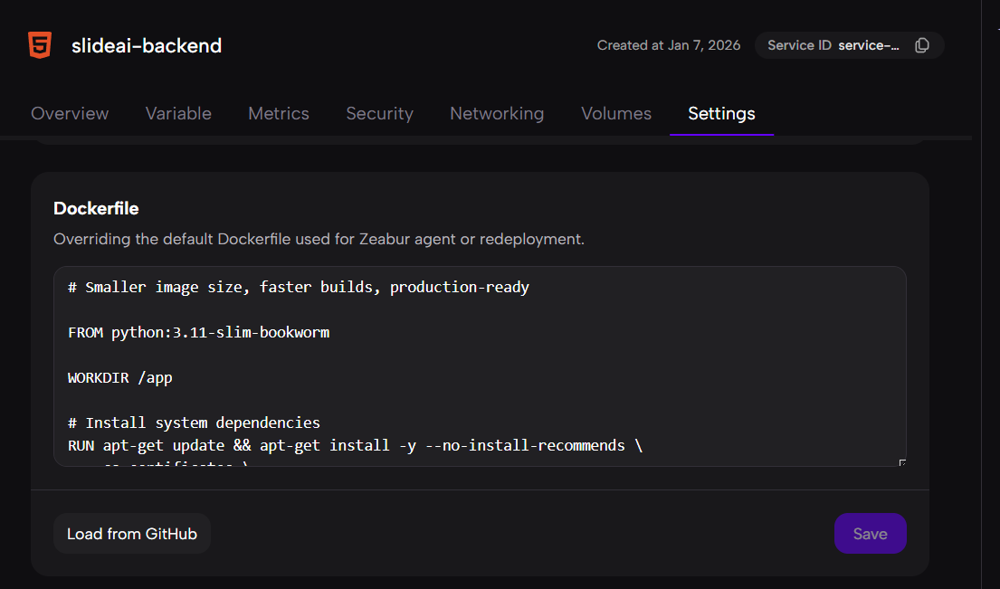 slideai-backend
Created at Jan 7, 2026
Service ID service-...
Overview Variable Metrics Security Networking Volumes Settings
Dockerfile
Overriding the default Dockerfile used for Zeabur agent or redeployment.
# Smaller image size, faster builds, production-ready
FROM python:3.11-slim-bookworm
WORKDIR /app
# Install system dependencies
RUN apt-get update && apt-get install -y --no-install-recommends \
ca-certificates \
Load from GitHub
Save